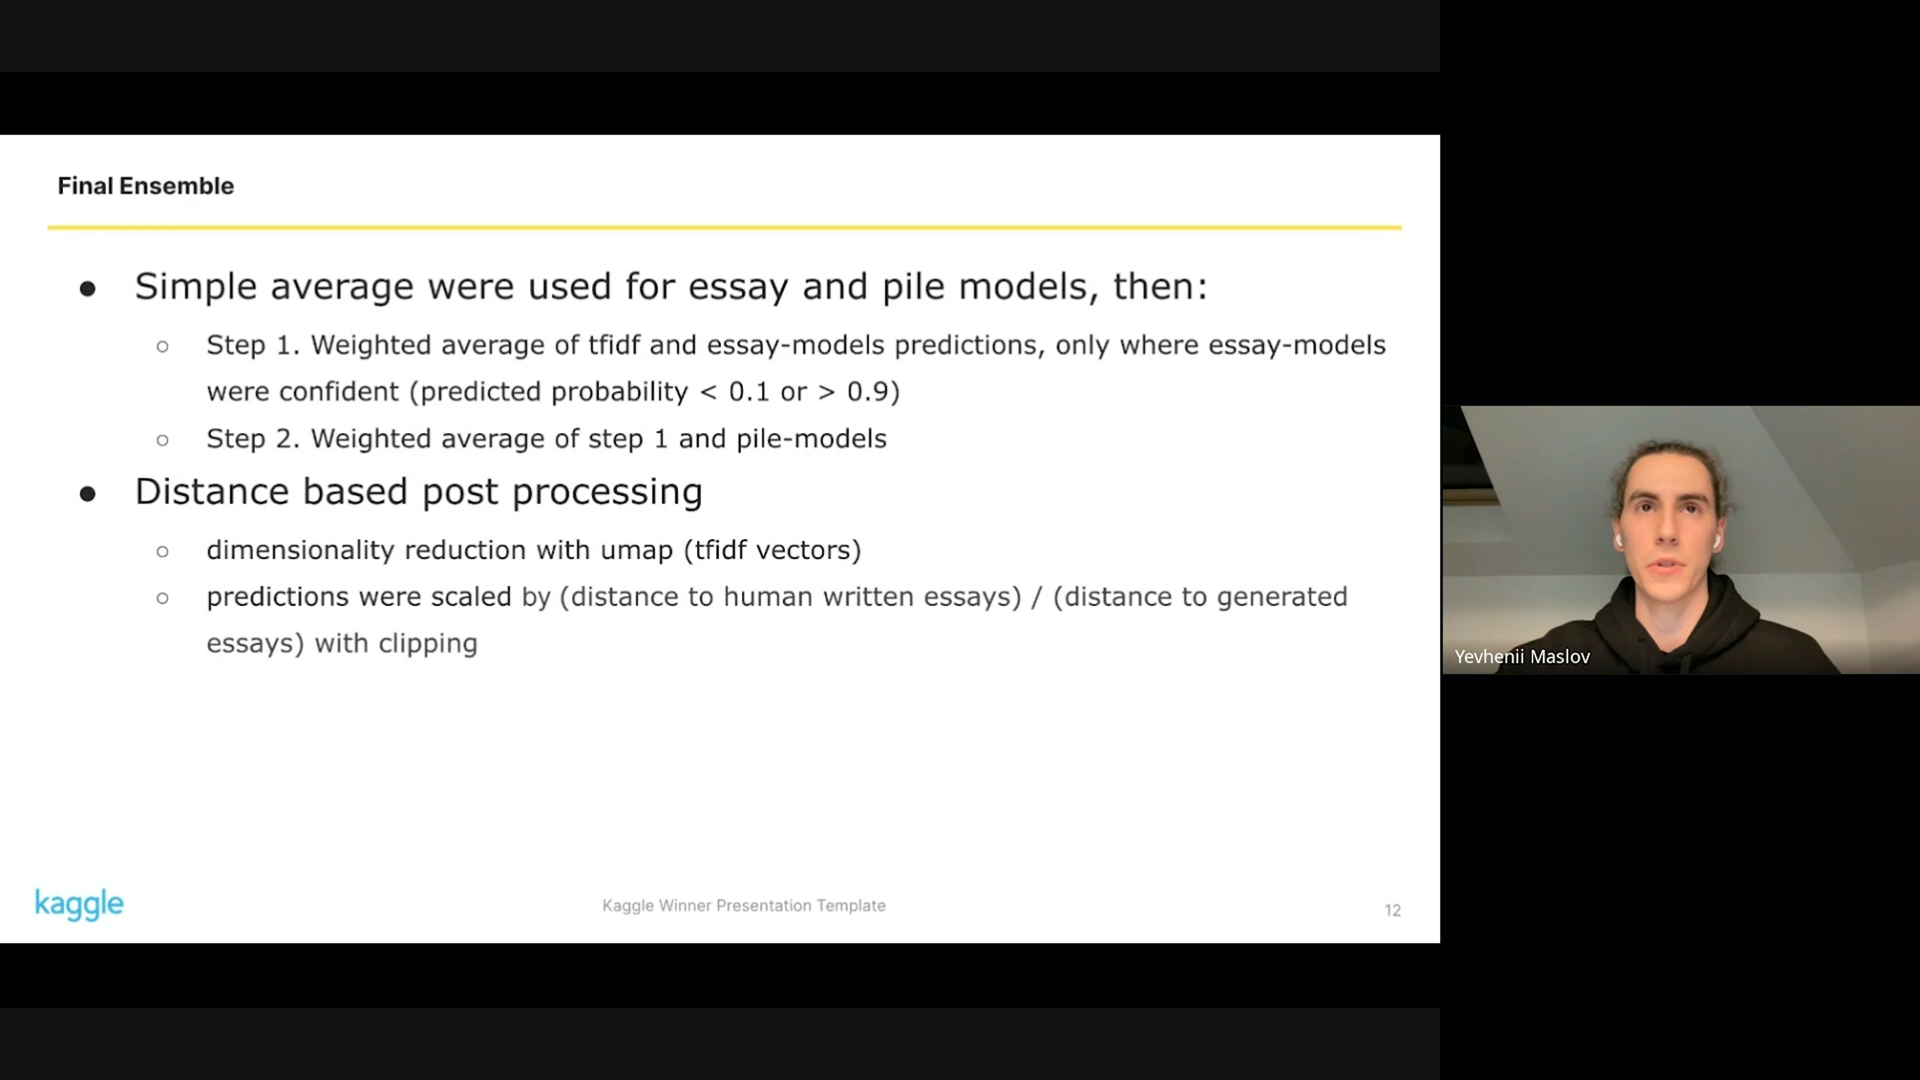 Final Ensemble
● Simple average were used for essay and pile models, then:
○ Step 1. Weighted average of tfidf and essay-models predictions, only where essay-models
were confident (predicted probability < 0.1 or > 0.9)
○ Step 2. Weighted average of step 1 and pile-models
● Distance based post processing
○ dimensionality reduction with umap (tfidf vectors)
○ predictions were scaled by (distance to human written essays) / (distance to generated
essays) with clipping
kaggle
Kaggle Winner Presentation Template
12
Yevhenii Maslov